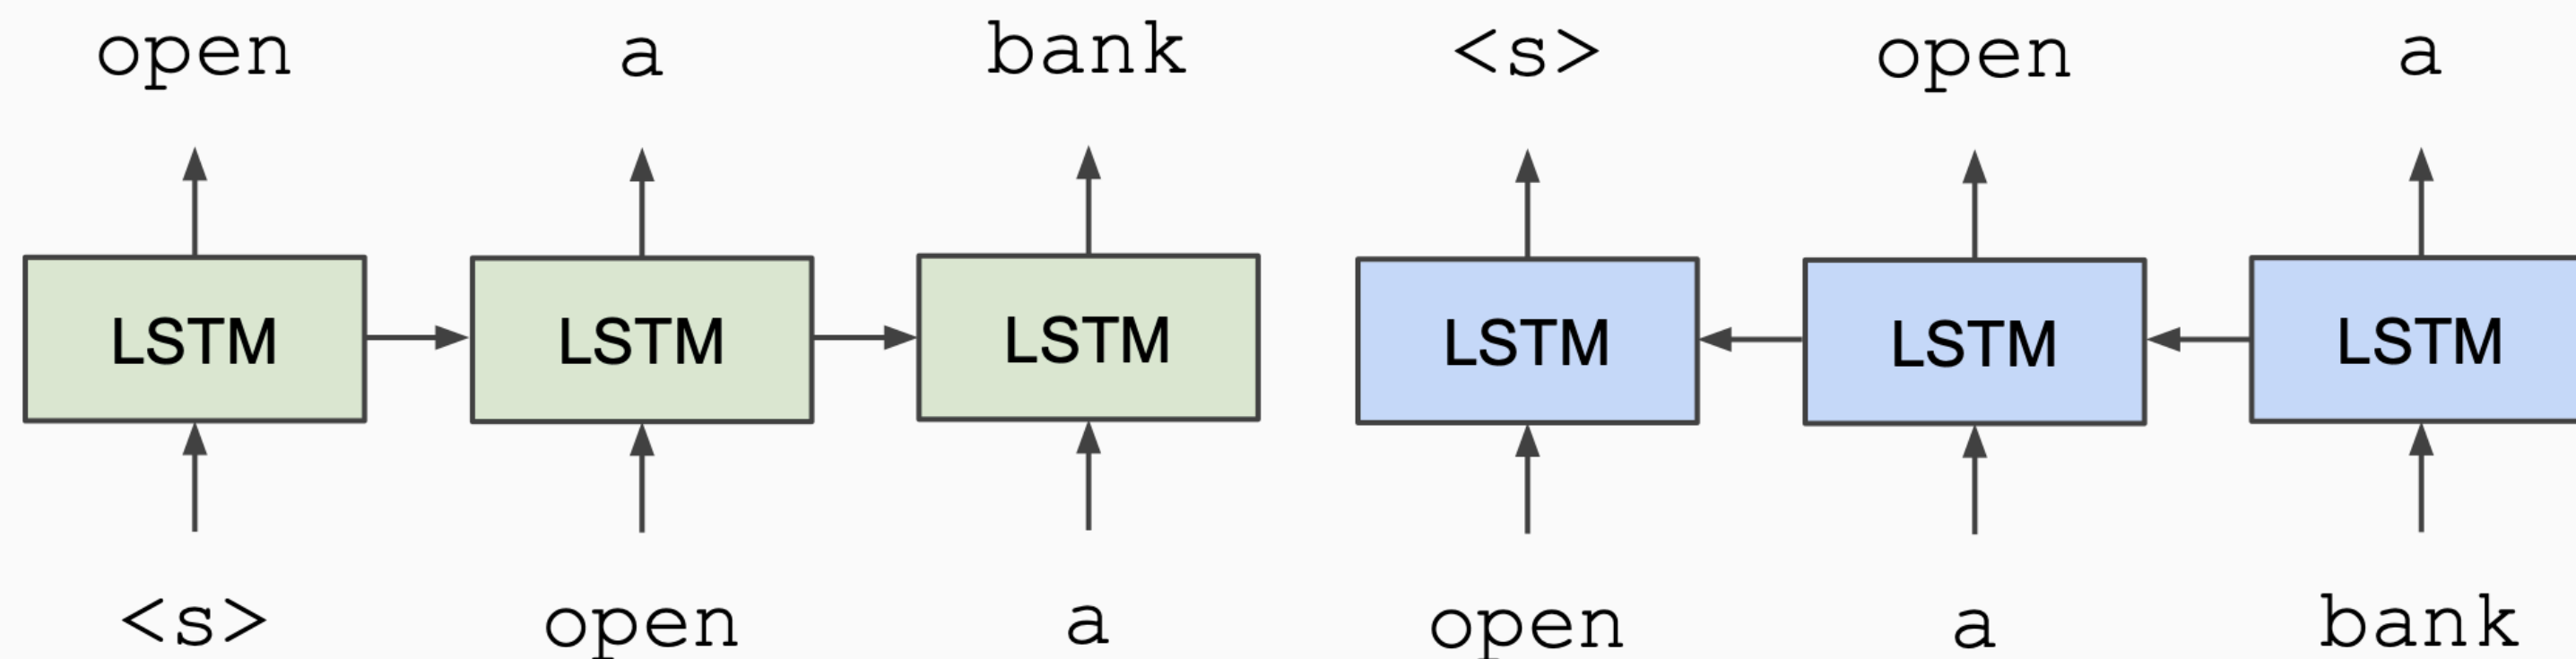 open a bank <s> open a
LSTM LSTM LSTM LSTM LSTM LSTM
<s> open a open a bank